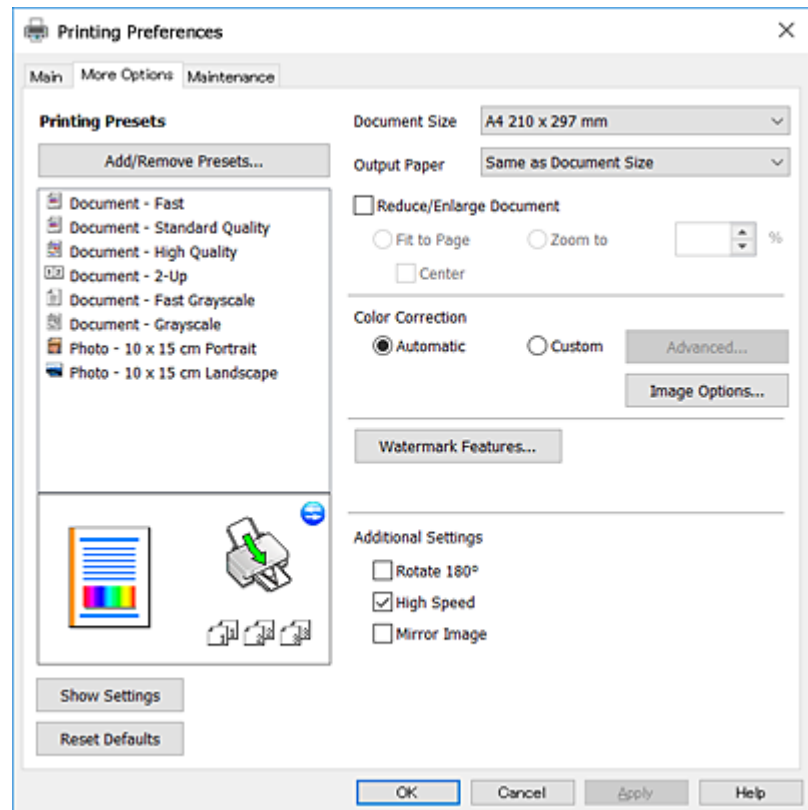 Printing Preferences
Main More Options Maintenance
Printing Presets
Add/Remove Presets...
Document - Fast
Document - Standard Quality
Document - High Quality
Document - 2-Up
Document - Fast Grayscale
Document - Grayscale
Photo - 10 x 15 cm Portrait
Photo - 10 x 15 cm Landscape
Show Settings
Reset Defaults
Document Size A4 210 x 297 mm
Output Paper Same as Document Size
Reduce/Enlarge Document
Fit to Page Zoom to %
Center
Color Correction
Automatic Custom Advanced...
Image Options...
Watermark Features...
Additional Settings
Rotate 180°
High Speed
Mirror Image
OK Cancel Apply Help